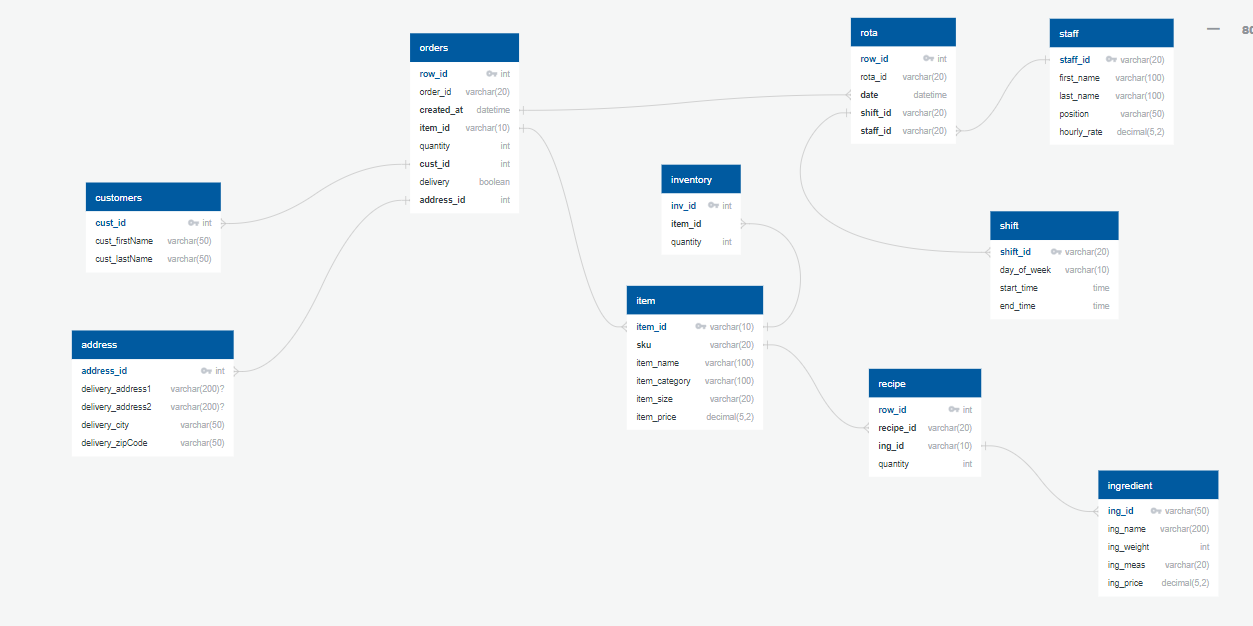 orders
row_id int
order_id varchar(20)
created_at datetime
item_id varchar(10)
quantity int
cust_id int
delivery boolean
address_id int
customers
cust_id int
cust_firstName varchar(50)
cust_lastName varchar(50)
address
address_id int
delivery_address1 varchar(200)?
delivery_address2 varchar(200)?
delivery_city varchar(50)
delivery_zipCode varchar(50)
rota
row_id int
rota_id varchar(20)
date datetime
shift_id varchar(20)
staff_id varchar(20)
staff
staff_id varchar(20)
first_name varchar(100)
last_name varchar(100)
position varchar(50)
hourly_rate decimal(5,2)
80
inventory
inv_id int
item_id
quantity int
shift
shift_id varchar(20)
day_of_week varchar(10)
start_time time
end_time time
item
item_id varchar(10)
sku varchar(20)
item_name varchar(100)
item_category varchar(100)
item_size varchar(20)
item_price decimal(5,2)
recipe
row_id int
recipe_id varchar(20)
ing_id varchar(10)
quantity int
ingredient
ing_id varchar(50)
ing_name varchar(200)
ing_weight int
ing_meas varchar(20)
ing_price decimal(5,2)